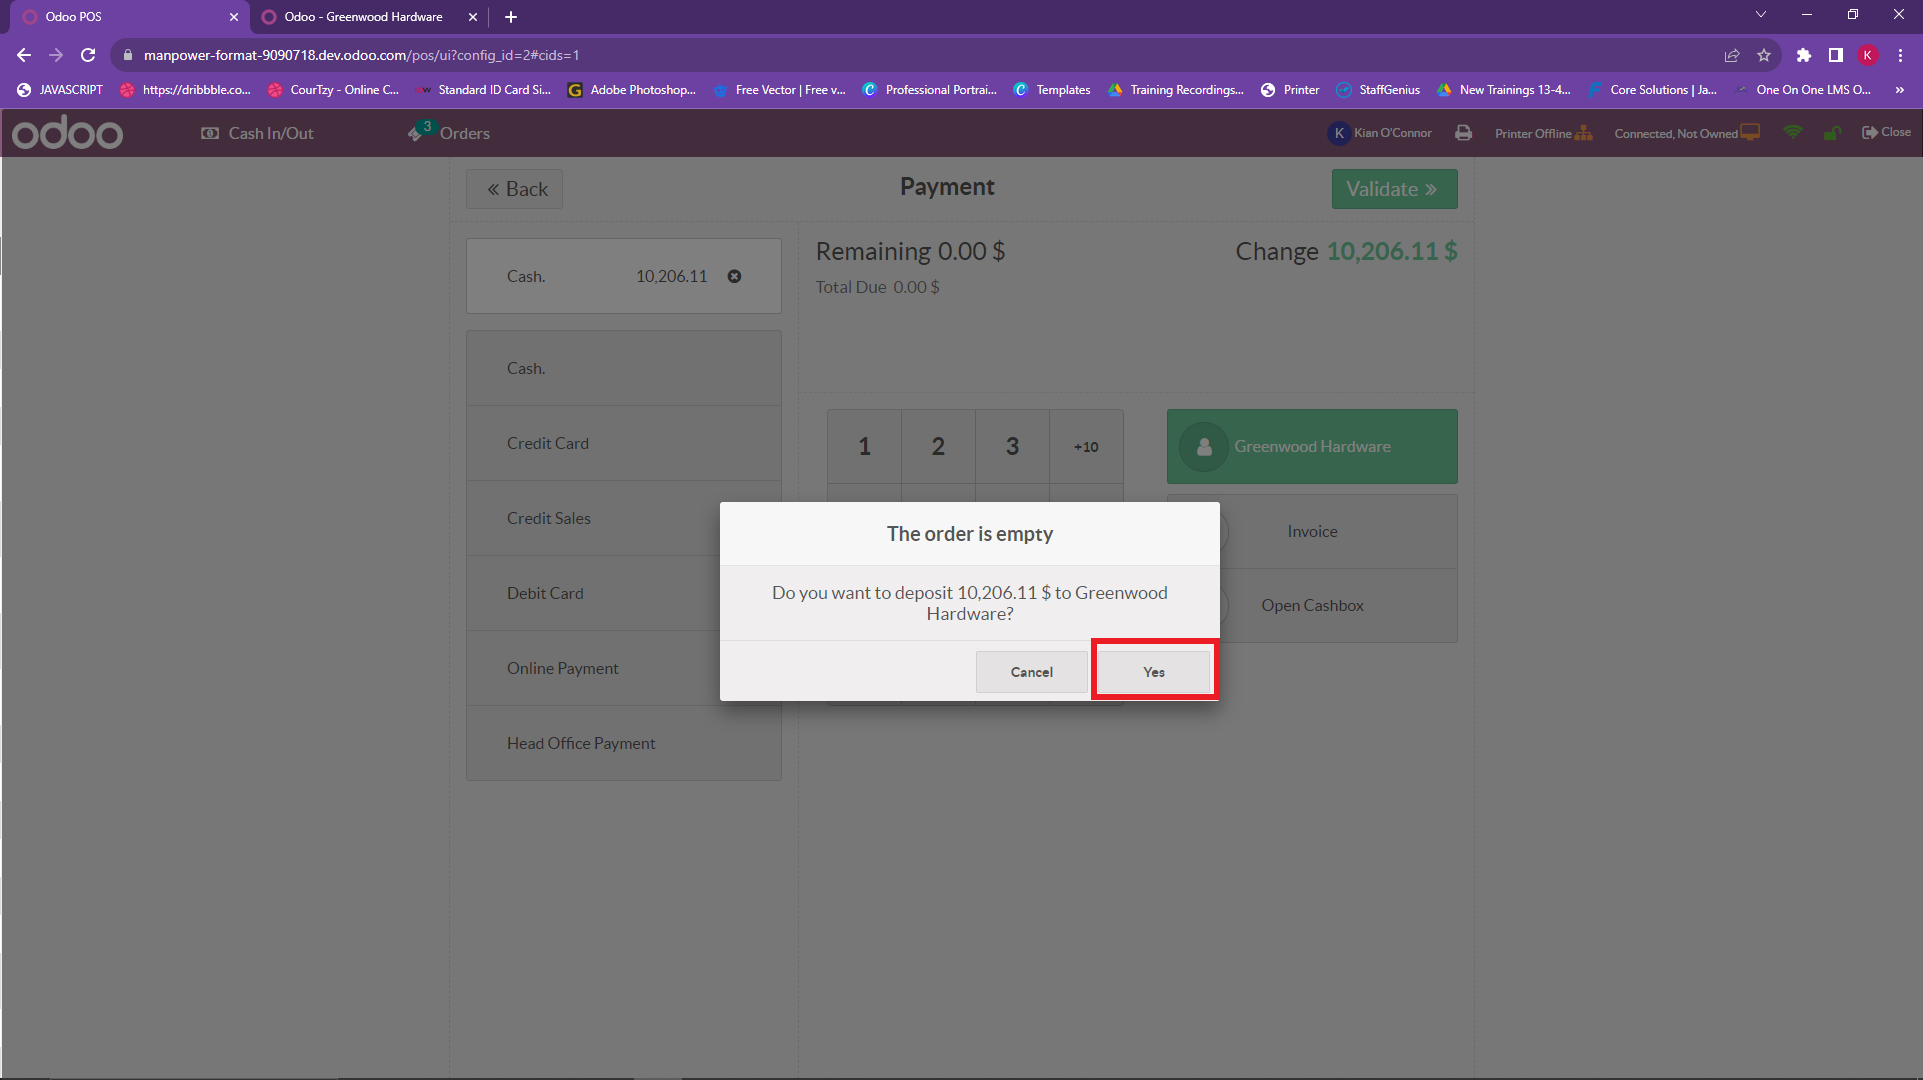 Odoo POS
Odoo - Greenwood Hardware
manpower-format-9090718.dev.odoo.com/pos/ui?config_id=2#cids=1
K
JAVASCRIPT
https://dribbble.co...
CourTzy - Online C...
Standard ID Card Si...
Adobe Photoshop...
Free Vector | Free v...
Professional Portrai...
Templates
Training Recordings...
Printer
StaffGenius
New Trainings 13-4...
Core Solutions | Ja...
One On One LMS O...
»
odoo
Cash In/Out
3
Orders
K
Kian O'Connor
Printer Offline
Connected, Not Owned
Close
« Back
Payment
Validate »
Cash. 10,206.11
Remaining 0.00 $
Change 10,206.11 $
Total Due 0.00 $
Cash.
Credit Card
Credit Sales
Debit Card
Online Payment
Head Office Payment
1 2 3 +10
Greenwood Hardware
Invoice
Open Cashbox
The order is empty
Do you want to deposit 10,206.11 $ to Greenwood
Hardware?
Cancel
Yes